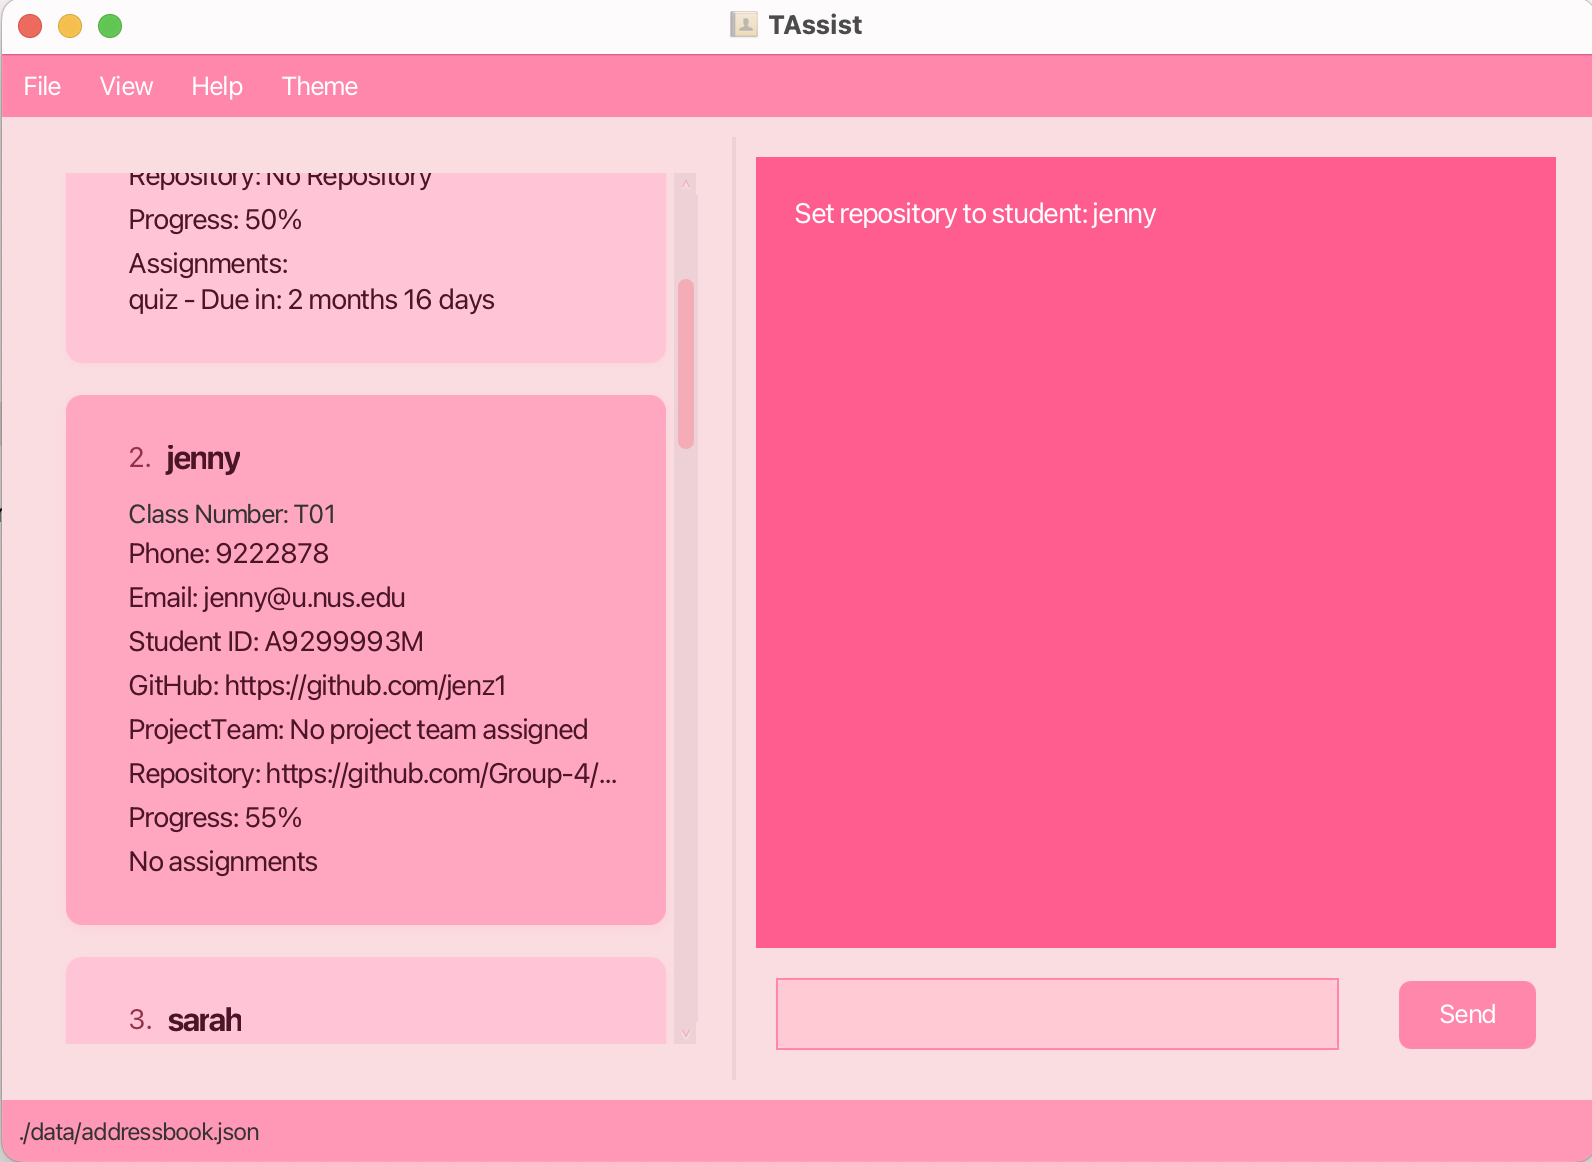 TAssist
File View Help Theme
Repository: No Repository
Progress: 50%
Assignments:
quiz - Due in: 2 months 16 days
2. jenny
Class Number: T01
Phone: 9222878
Email: jenny@u.nus.edu
Student ID: A9299993M
GitHub: https://github.com/jenz1
ProjectTeam: No project team assigned
Repository: https://github.com/Group-4/...
Progress: 55%
No assignments
3. sarah
Set repository to student: jenny
Send
./data/addressbook.json